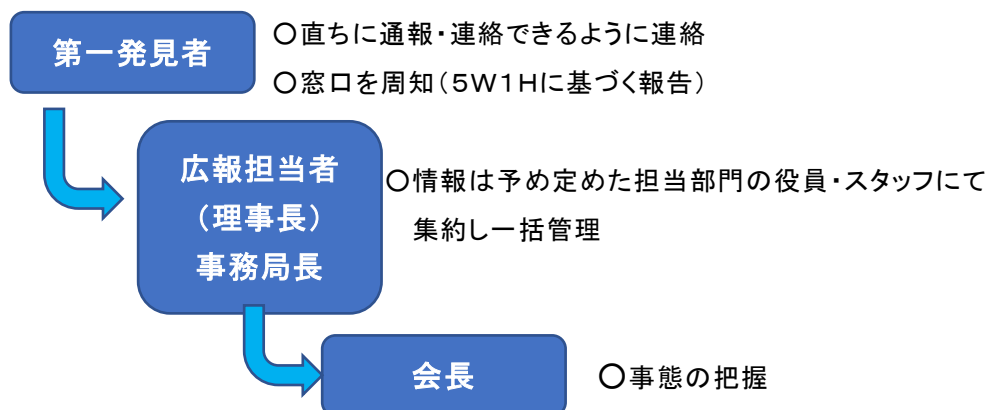 第一発見者
〇直ちに通報・連絡できるように連絡
〇窓口を周知（５Ｗ１Ｈに基づく報告）
広報担当者
（理事長）
事務局長
〇情報は予め定めた担当部門の役員・スタッフにて
集約し一括管理
会長
〇事態の把握